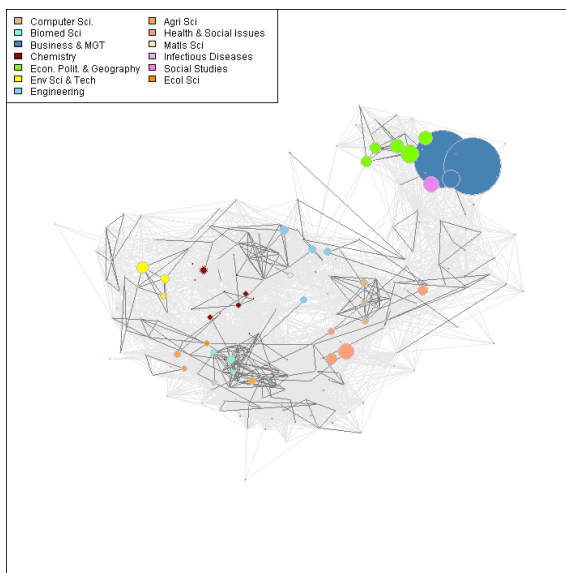 Computer Sci.
Biomed Sci
Business & MGT
Chemistry
Econ. Polit. & Geography
Env Sci & Tech
Engineering
Agri Sci
Health & Social Issues
Matls Sci
Infectious Diseases
Social Studies
Ecol Sci